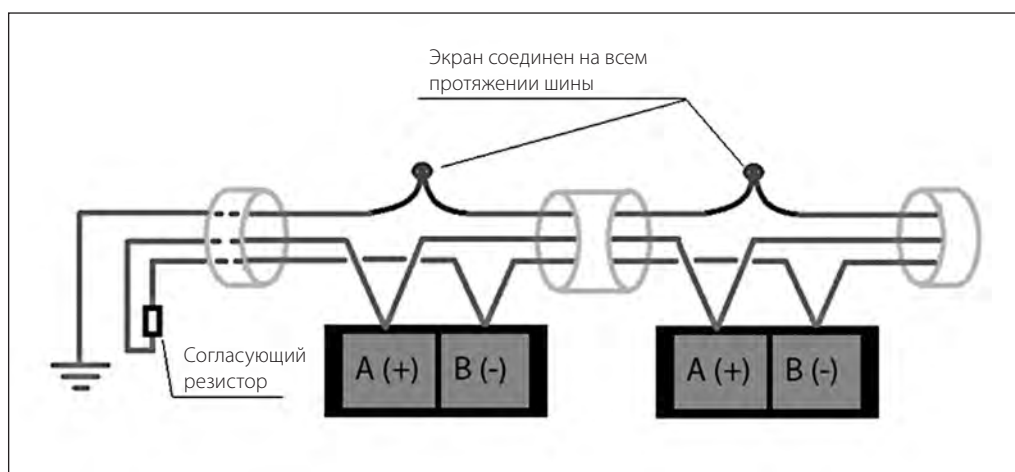 Экран соединен на всем
протяжении шины
Согласующий
резистор
A (+) B (-)
A (+) B (-)